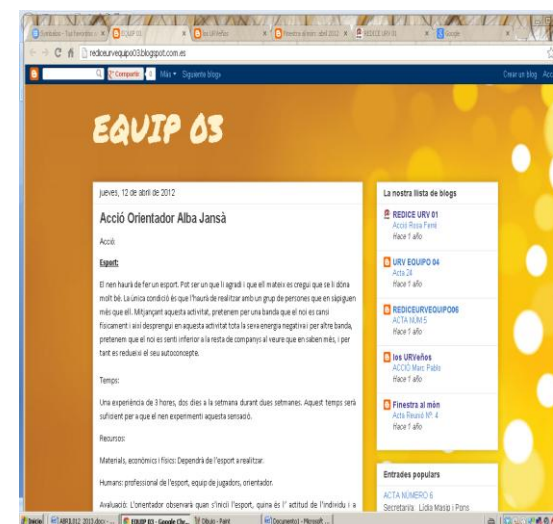 EQUIP 03
rediceurvequipo03.blogspot.com.es
Compartir 0 Más Siguiente blog»
Crear un blog
EQUIP 03
jueves, 12 de abril de 2012
Acció Orientador Alba Jansà
Acció:
Esport:
El nen haurà de fer un esport. Pot ser un que li agradi i que ell mateix es cregui que se li dóna
molt bé. La única condició és que l'haurà de realitzar amb un grup de persones que en sàpiguen
més que ell. Mitjançant aquesta activitat, pretenem per una banda que el noi es cansi
físicament i així desprengui en aquesta activitat tota la seva energia negativa i per altre banda,
pretenem que el noi es senti inferior a la resta de companys al veure que en saben més, i per
tant es redueixi el seu autoconcepte.
Temps:
Una experiència de 3 hores, dos dies a la setmana durant dues setmanes. Aquest temps serà
suficient per a que el nen experimenti aquesta sensació.
Recursos:
Materials, econòmics i físics: Dependrà de l'esport a realitzar.
Humans: professional de l'esport, equip de jugadors, orientador.
Avaluació: L'orientador observarà quan s'inicii l'esport, quina és l' actitud de l'individu i a
La nostra llista de blogs
REDICE URV 01
Acció Rosa Farré
Hace 1 año
URV EQUIPO 04
Acta 24
Hace 1 año
REDICEURVEQUIPO06
ACTA NÚM 5
Hace 1 año
los URVeños
ACCIÓ Marc Pablo
Hace 1 año
Finestra al món
Acta Reunió Nº. 4
Hace 1 año
Entrades populars
ACTA NÚMERO 6
Secretaria: Lidia Masip i Pons
Inicio
EQUIP 03 - Google Chr...
Dibujo - Paint
Documento1 - Microsoft ...